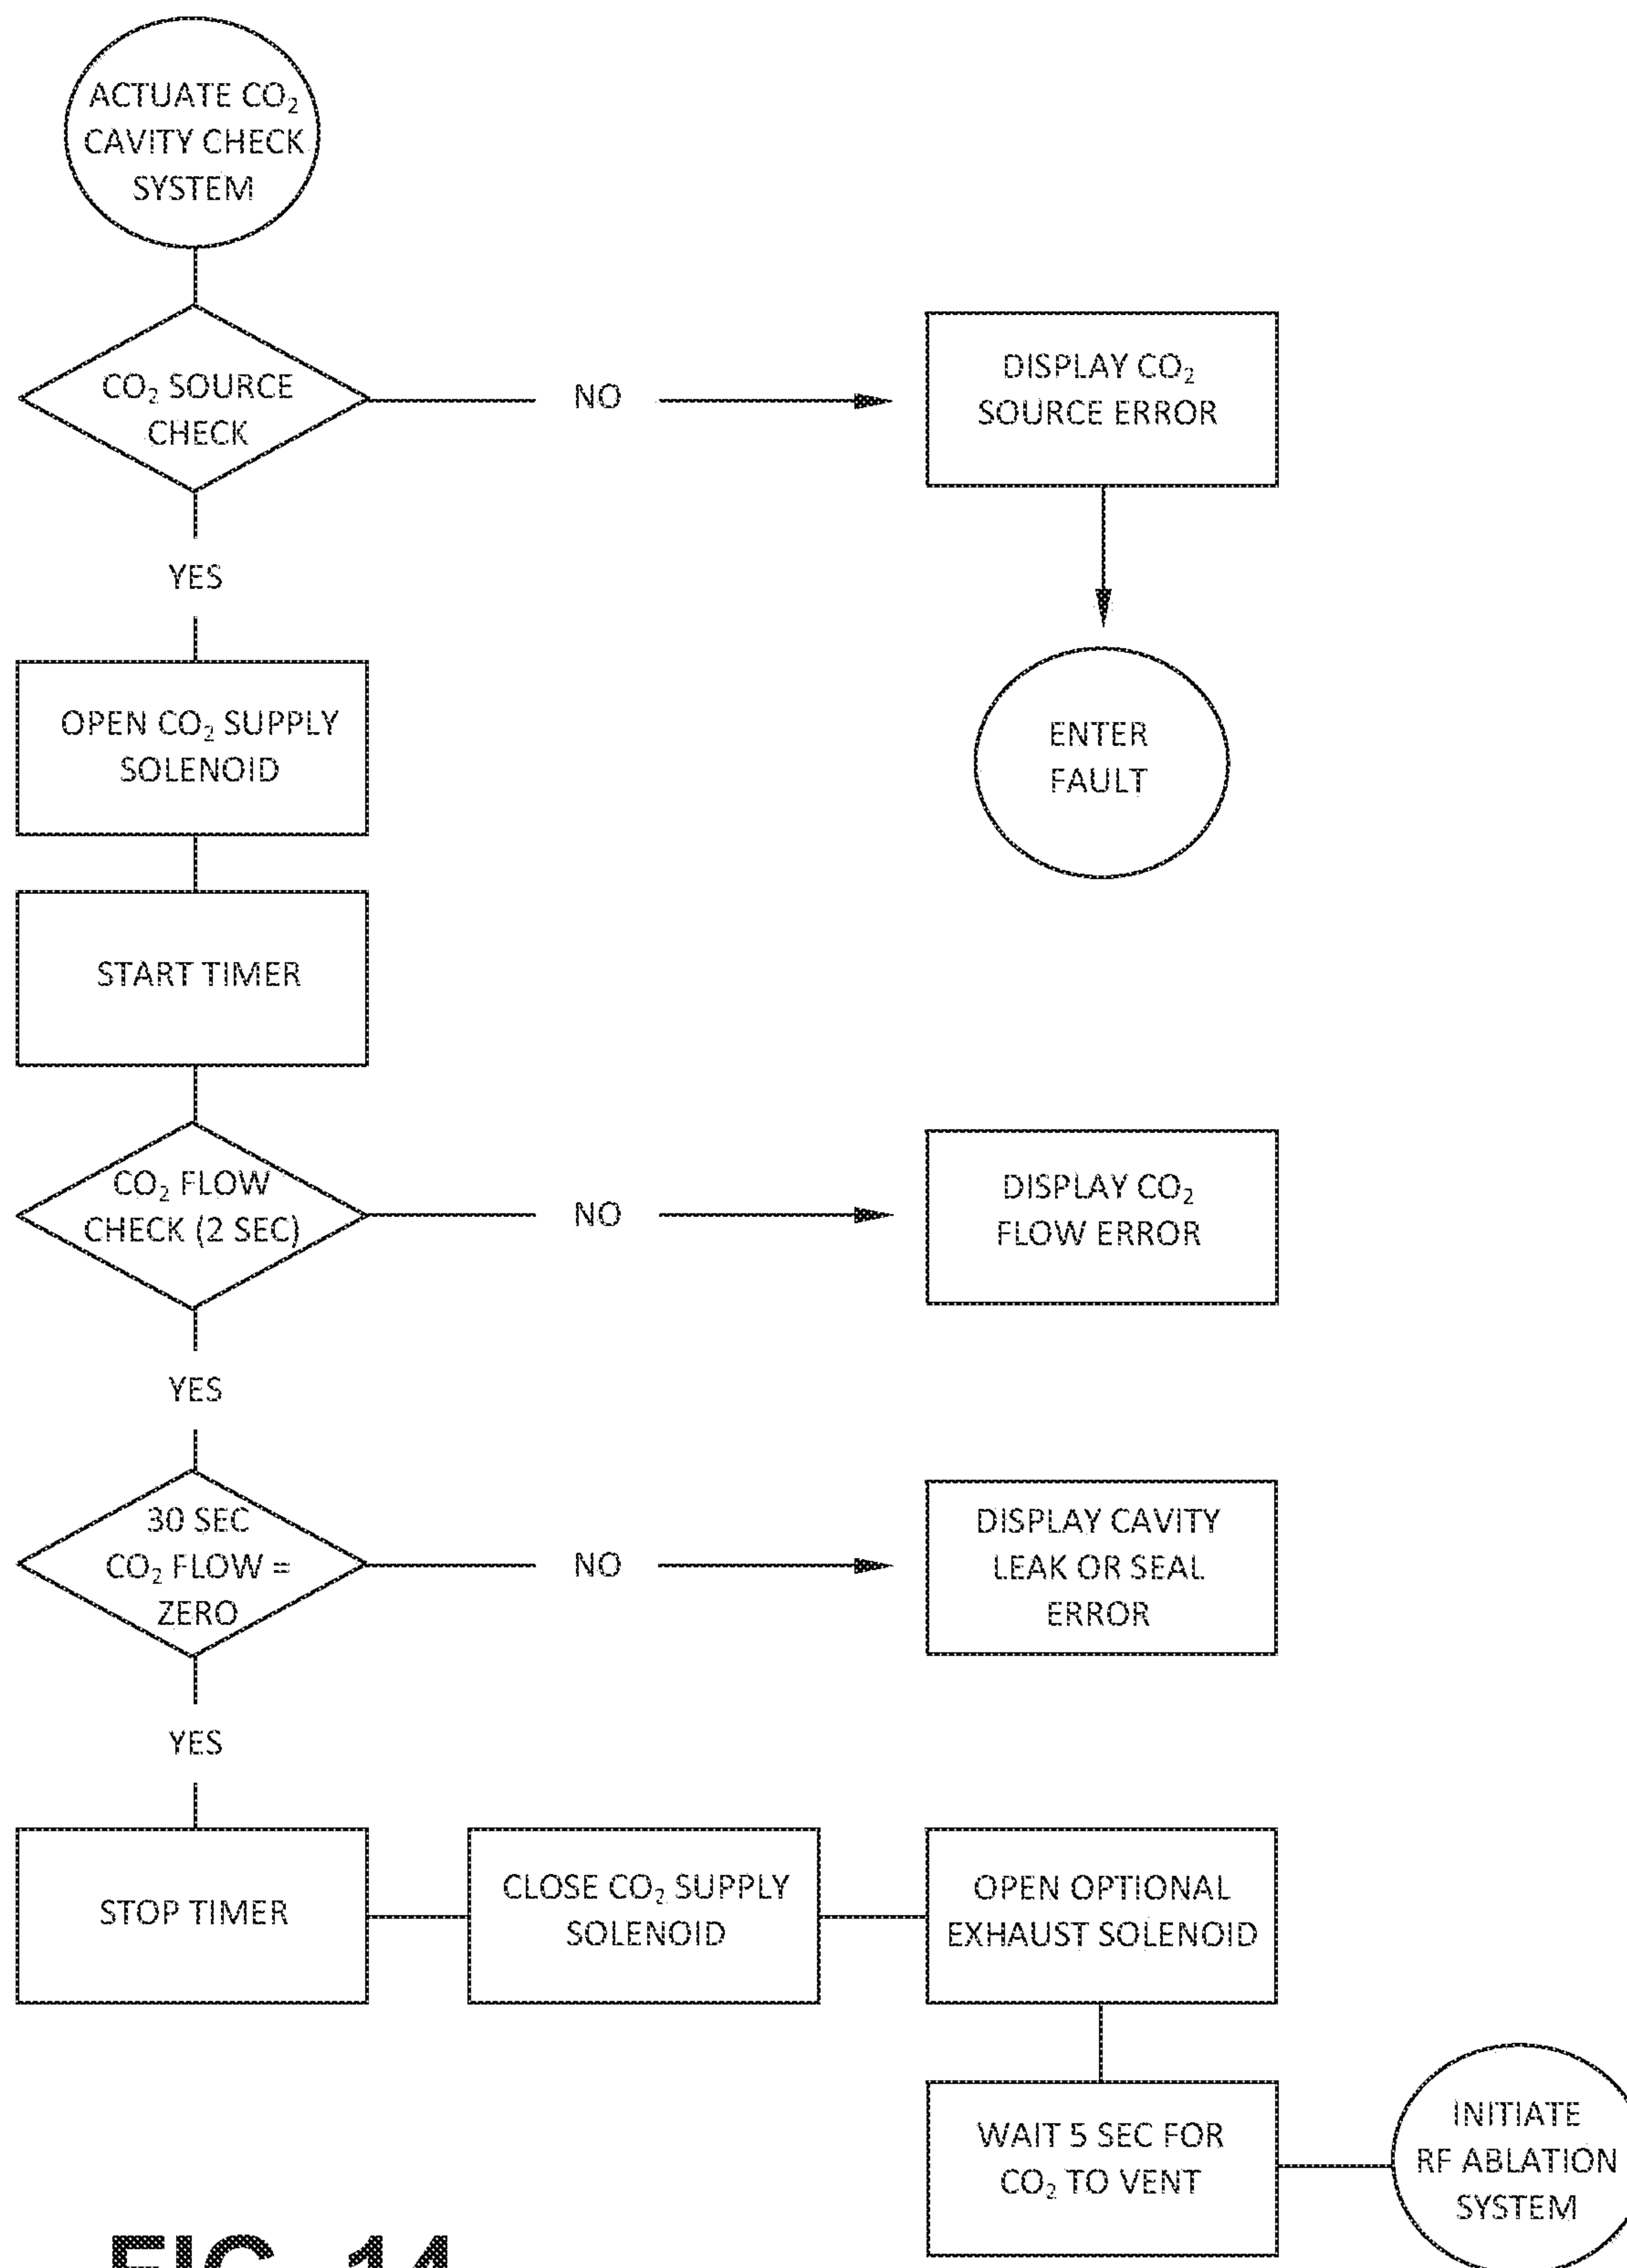 ACTUATE CO₂
CAVITY CHECK
SYSTEM
CO₂ SOURCE
CHECK
NO
DISPLAY CO₂
SOURCE ERROR
YES
ENTER
FAULT
OPEN CO₂ SUPPLY
SOLENOID
START TIMER
CO₂ FLOW
CHECK (2 SEC)
NO
DISPLAY CO₂
FLOW ERROR
YES
30 SEC
CO₂ FLOW =
ZERO
NO
DISPLAY CAVITY
LEAK OR SEAL
ERROR
YES
STOP TIMER
CLOSE CO₂ SUPPLY
SOLENOID
OPEN OPTIONAL
EXHAUST SOLENOID
WAIT 5 SEC FOR
CO₂ TO VENT
INITIATE
RF ABLATION
SYSTEM
FIG. 14